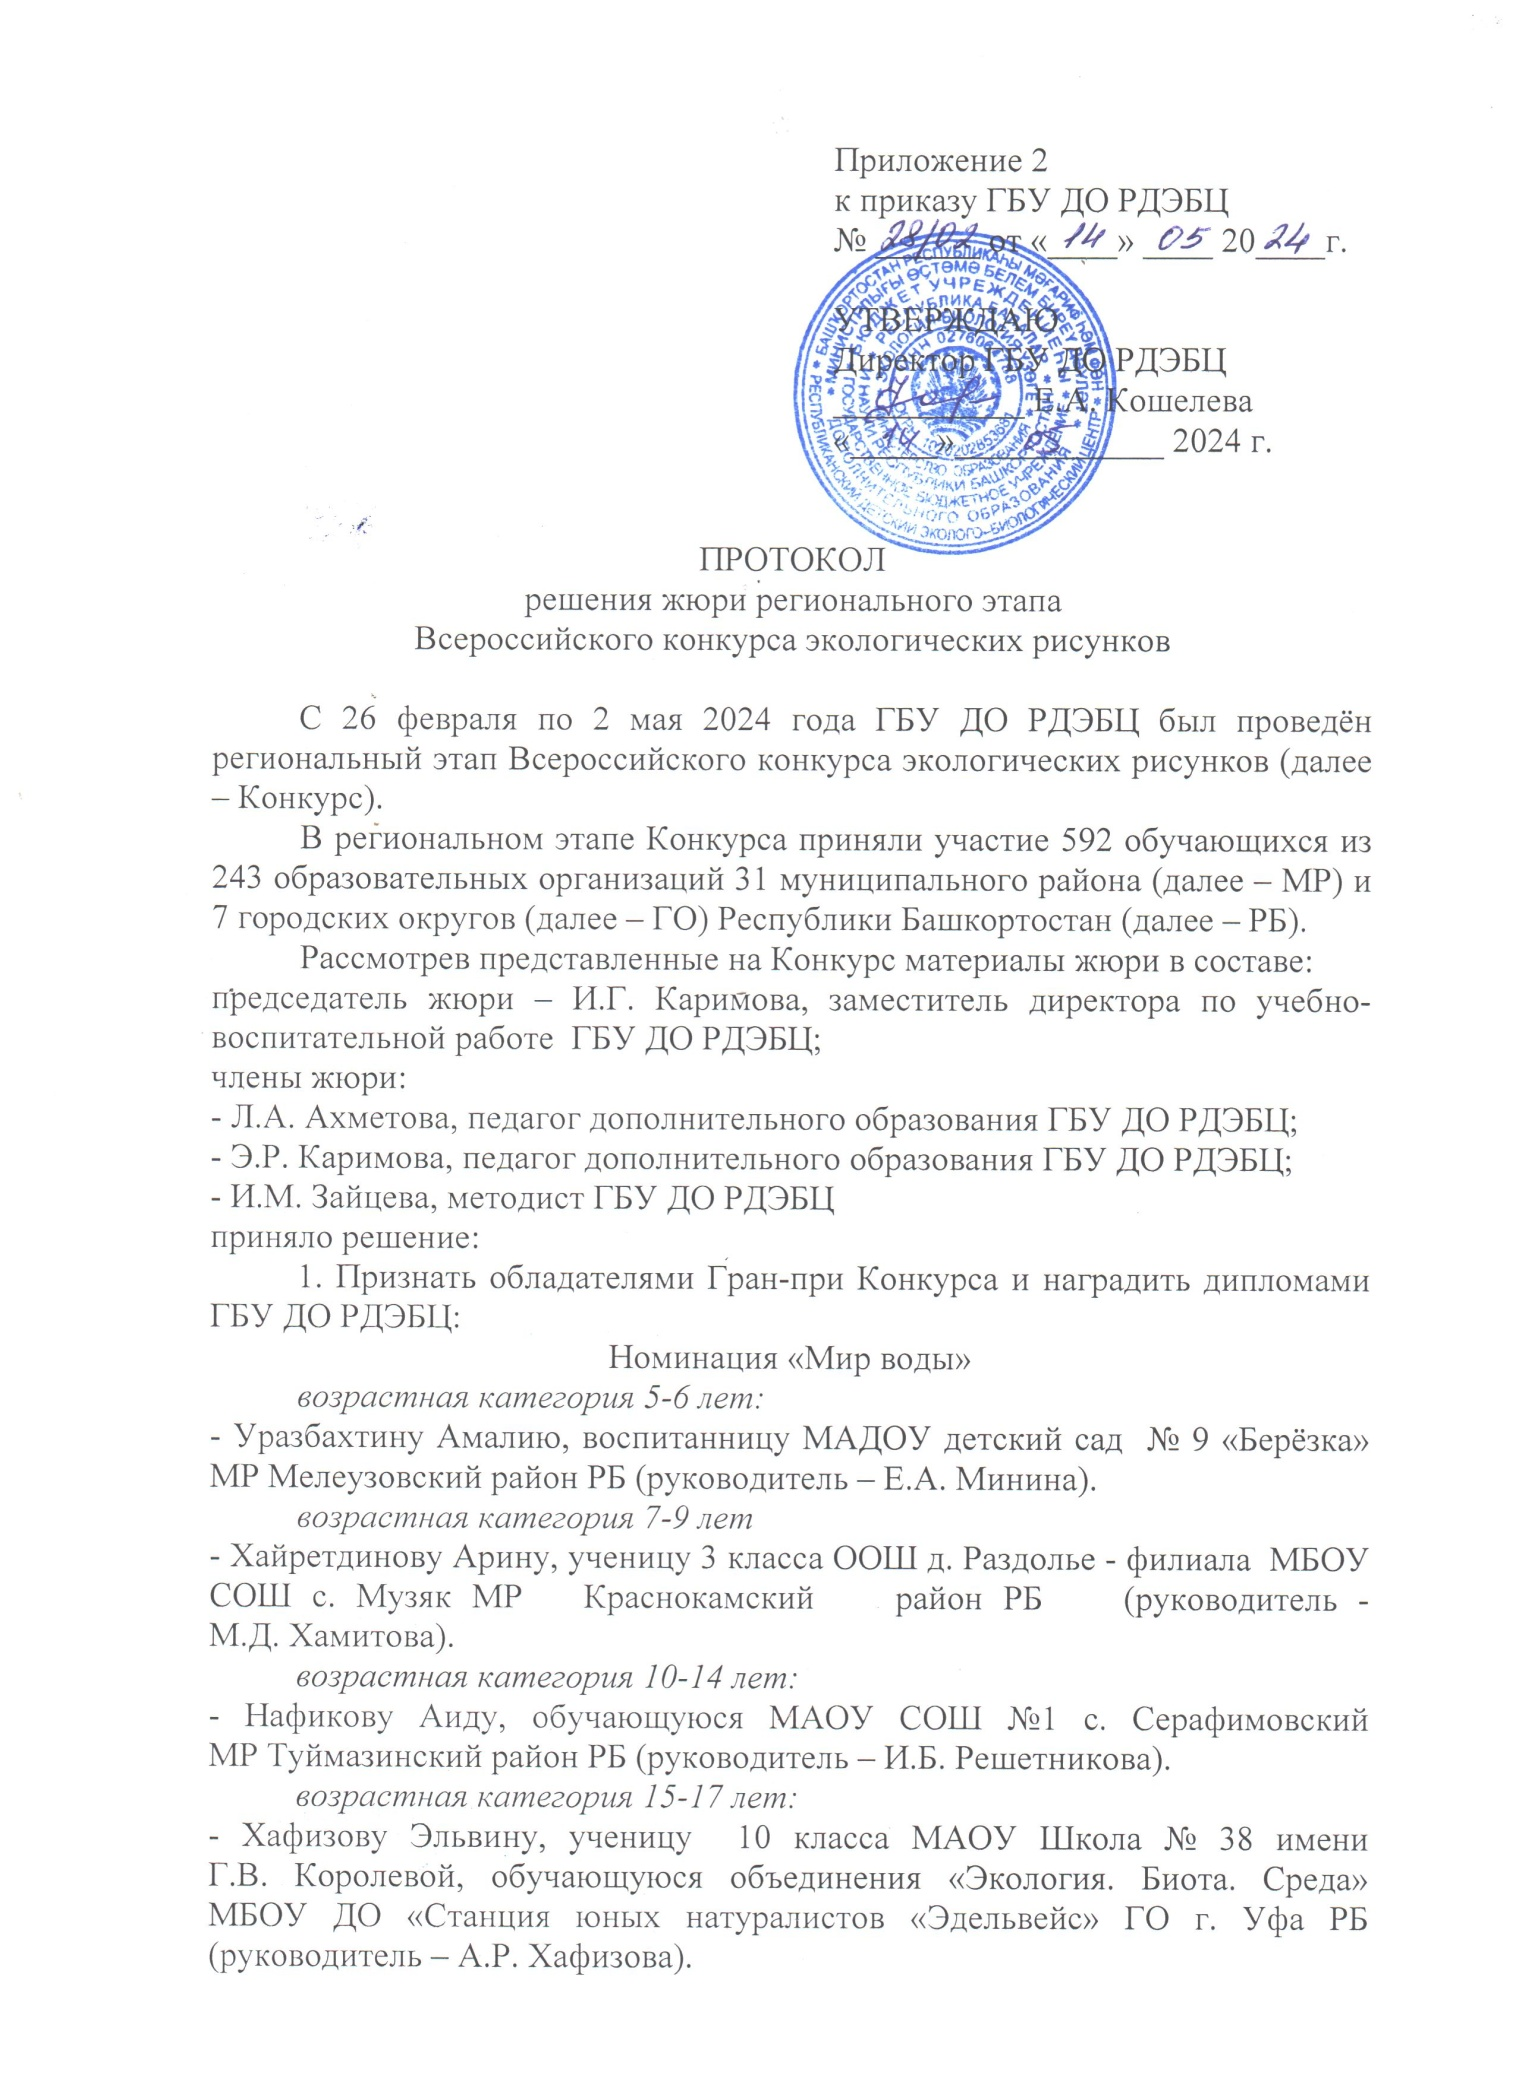 Приложение 2
к приказу ГБУ ДО РДЭБЦ
№ 28/02 от «14» 05 2024 г.
УТВЕРЖДАЮ
Директор ГБУ ДО РДЭБЦ
Е.А. Кошелева
«14» 05 2024 г.
ПРОТОКОЛ
решения жюри регионального этапа
Всероссийского конкурса экологических рисунков
С 26 февраля по 2 мая 2024 года ГБУ ДО РДЭБЦ был проведён
региональный этап Всероссийского конкурса экологических рисунков (далее
– Конкурс).
В региональном этапе Конкурса приняли участие 592 обучающихся из
243 образовательных организаций 31 муниципального района (далее – МР) и
7 городских округов (далее – ГО) Республики Башкортостан (далее – РБ).
Рассмотрев представленные на Конкурс материалы жюри в составе:
председатель жюри – И.Г. Каримова, заместитель директора по учебно-
воспитательной работе ГБУ ДО РДЭБЦ;
члены жюри:
- Л.А. Ахметова, педагог дополнительного образования ГБУ ДО РДЭБЦ;
- Э.Р. Каримова, педагог дополнительного образования ГБУ ДО РДЭБЦ;
- И.М. Зайцева, методист ГБУ ДО РДЭБЦ
приняло решение:
1. Признать обладателями Гран-при Конкурса и наградить дипломами
ГБУ ДО РДЭБЦ:
Номинация «Мир воды»
возрастная категория 5-6 лет:
- Уразбахтину Амалию, воспитанницу МАДОУ детский сад № 9 «Берёзка»
МР Мелеузовский район РБ (руководитель – Е.А. Минина).
возрастная категория 7-9 лет
- Хайретдинову Арину, ученицу 3 класса ООШ д. Раздолье - филиала МБОУ
СОШ с. Музяк МР Краснокамский район РБ (руководитель -
М.Д. Хамитова).
возрастная категория 10-14 лет:
- Нафикову Аиду, обучающуюся МАОУ СОШ №1 с. Серафимовский
МР Туймазинский район РБ (руководитель – И.Б. Решетникова).
возрастная категория 15-17 лет:
- Хафизову Эльвину, ученицу 10 класса МАОУ Школа № 38 имени
Г.В. Королевой, обучающуюся объединения «Экология. Биота. Среда»
МБОУ ДО «Станция юных натуралистов «Эдельвейс» ГО г. Уфа РБ
(руководитель – А.Р. Хафизова).